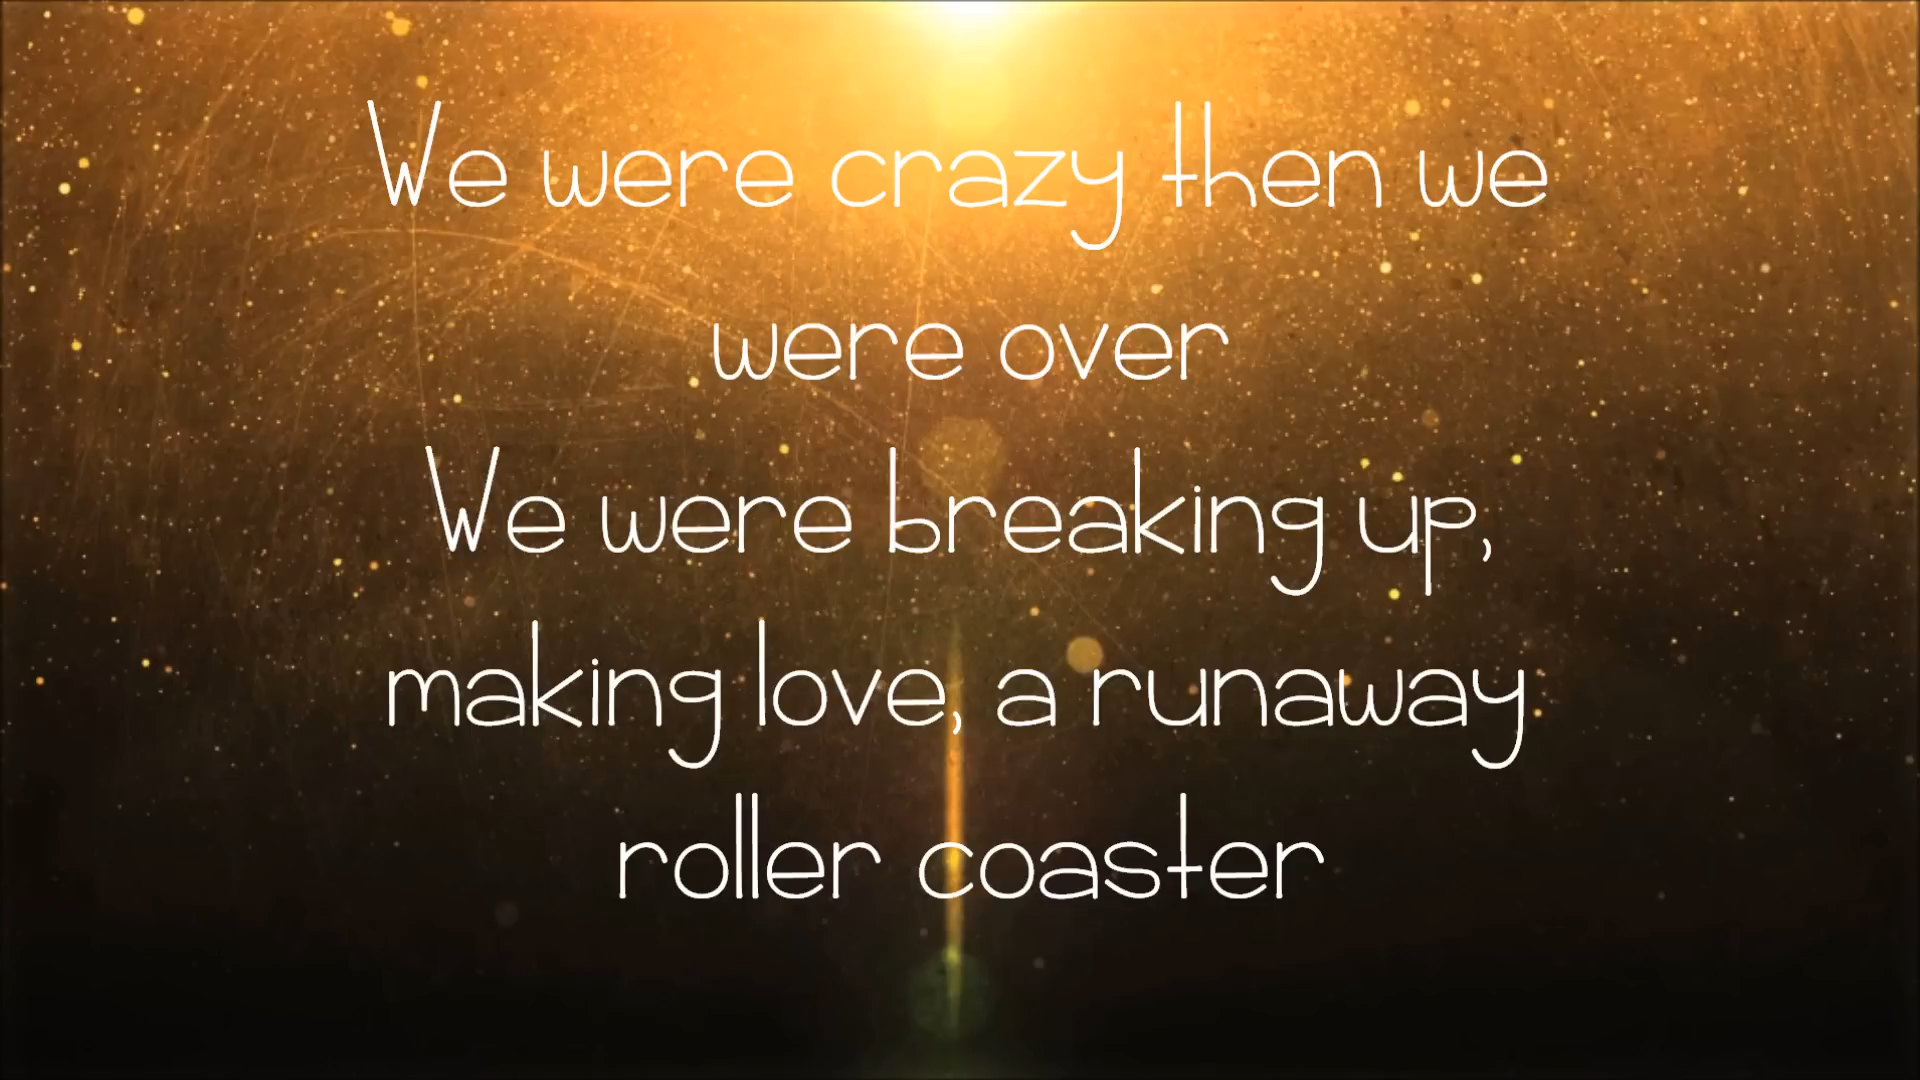 We were crazy then we
were over
We were breaking up,
making love, a runaway
roller coaster